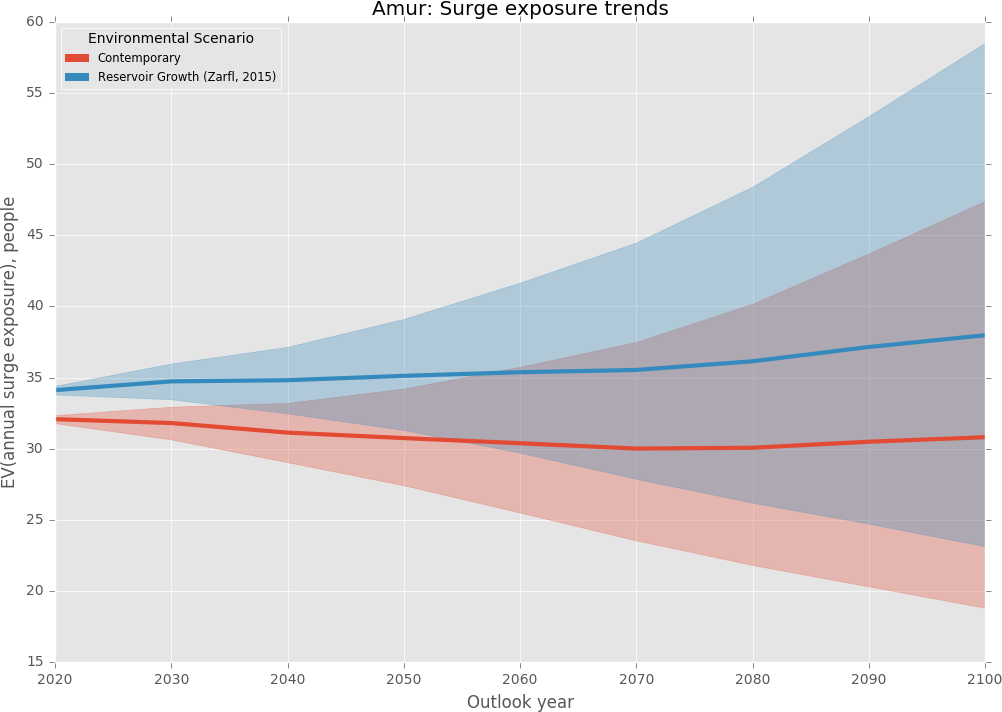 Amur: Surge exposure trends
Environmental Scenario
Contemporary
Reservoir Growth (Zarfl, 2015)
EV(annual surge exposure), people
60
55
50
45
40
35
30
25
20
15
2020 2030 2040 2050 2060 2070 2080 2090 2100
Outlook year